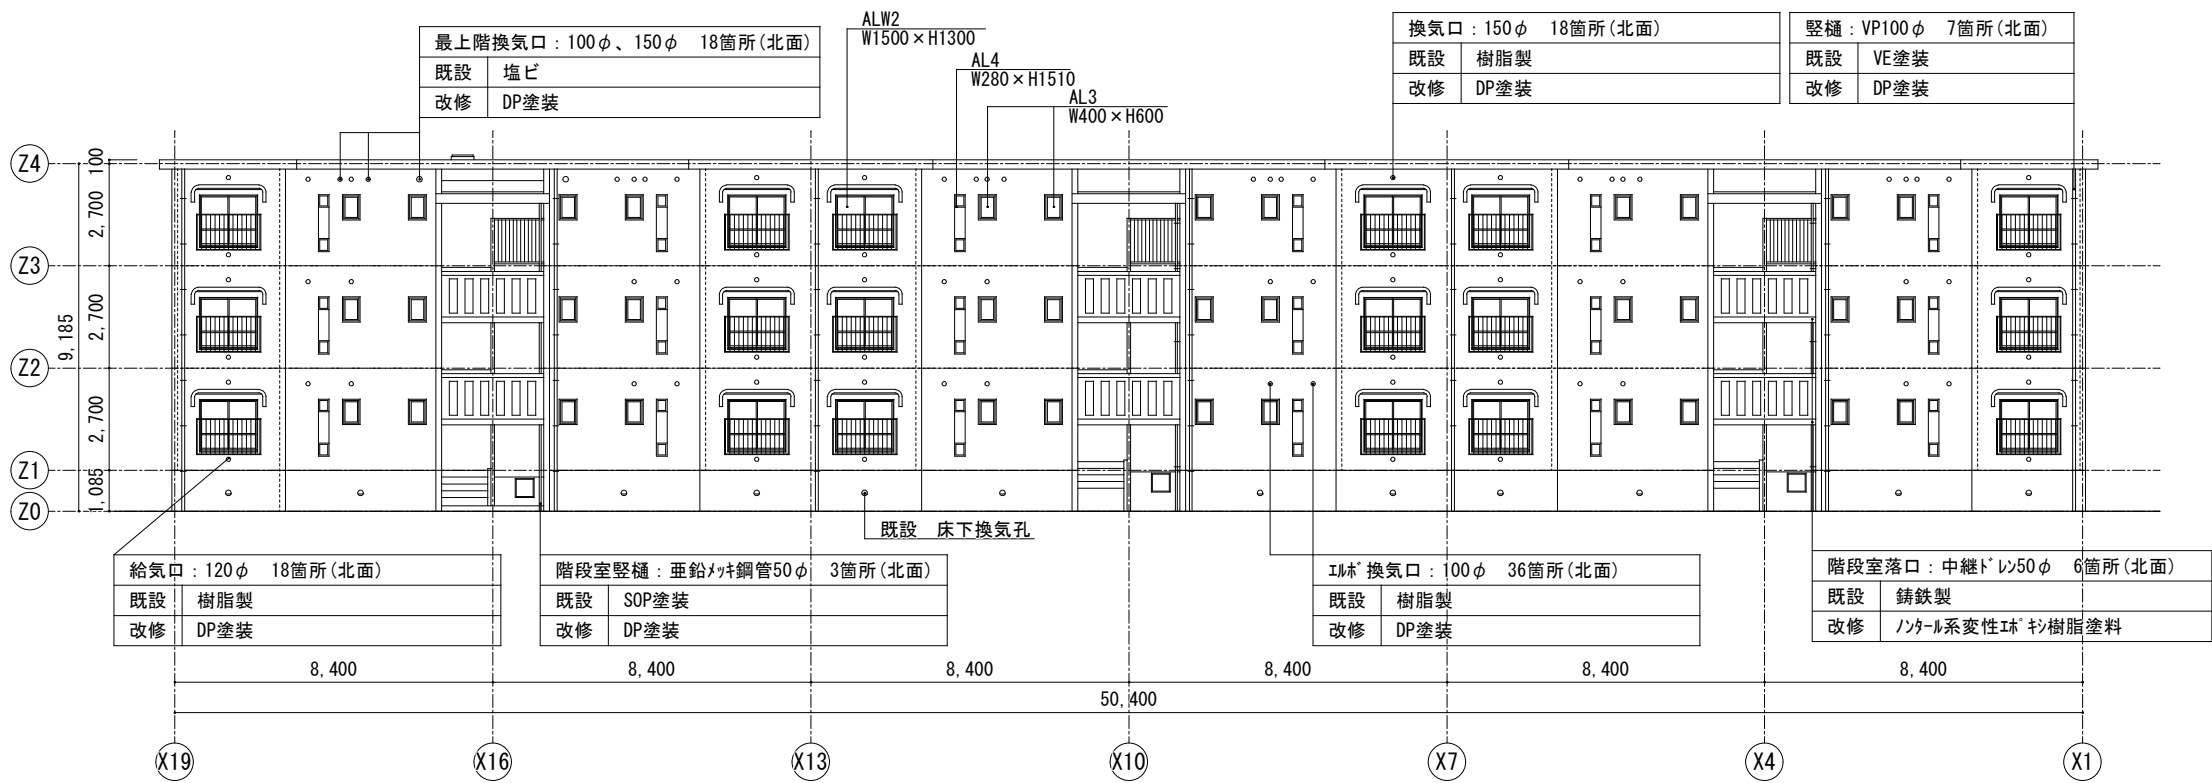 最上階換気口：100φ、150φ　18箇所(北面)
既設　塩ビ
改修　DP塗装
ALW2
W1500×H1300
AL4
W280×H1510
AL3
W400×H600
換気口：150φ　18箇所(北面)
既設　樹脂製
改修　DP塗装
竪樋：VP100φ　7箇所(北面)
既設　VE塗装
改修　DP塗装
Z4
Z3
Z2
Z1
Z0
100
2,700
2,700
2,700
1,085
9,185
既設　床下換気孔
給気口：120φ　18箇所(北面)
既設　樹脂製
改修　DP塗装
階段室竪樋：亜鉛ﾒｯｷ鋼管50φ　3箇所(北面)
既設　SOP塗装
改修　DP塗装
ｴﾙﾎﾞ換気口：100φ　36箇所(北面)
既設　樹脂製
改修　DP塗装
階段室落口：中継ﾄﾞﾚﾝ50φ　6箇所(北面)
既設　鋳鉄製
改修　ﾉﾝﾀｰﾙ系変性ｴﾎﾟｷｼ樹脂塗料
8,400　8,400　8,400　8,400　8,400　8,400
50,400
X19　X16　X13　X10　X7　X4　X1